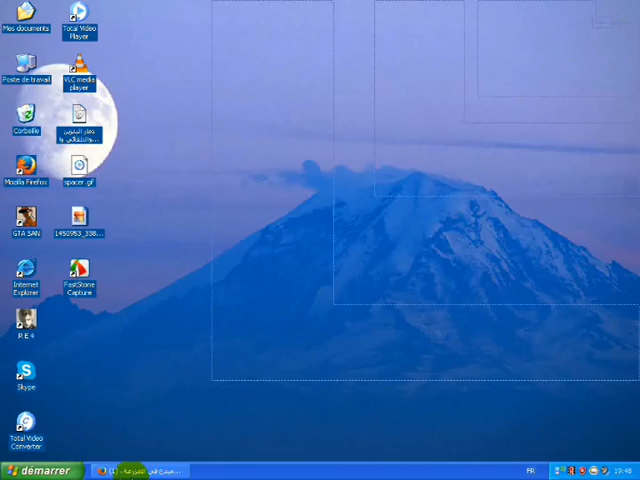 Mes documents
Total Video
Player
Poste de travail
VLC media
player
Corbeille
Mozilla Firefox
spacer.gif
GTA SAN
1450953_338...
Internet
Explorer
FastStone
Capture
R E 4
Skype
Total Video
Converter
démarrer
FR
19:48